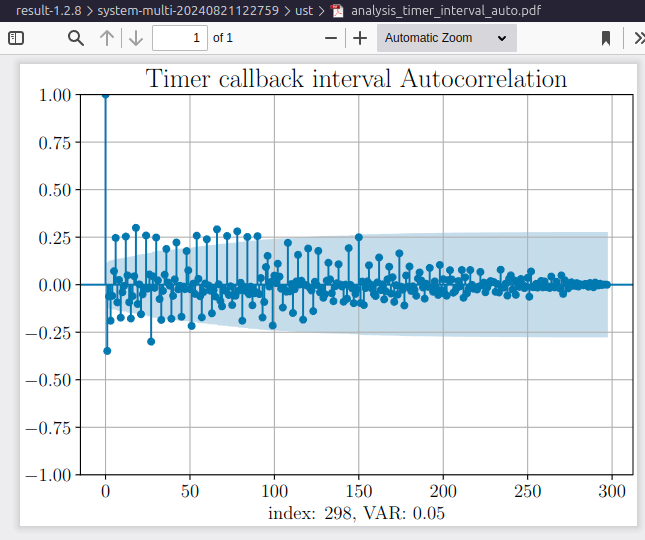 result-1.2.8 > system-multi-20240821122759 > ust > analysis_timer_interval_auto.pdf
1 of 1 Automatic Zoom
Timer callback interval Autocorrelation
1.00
0.75
0.50
0.25
0.00
−0.25
−0.50
−0.75
−1.00
0 50 100 150 200 250 300
index: 298, VAR: 0.05